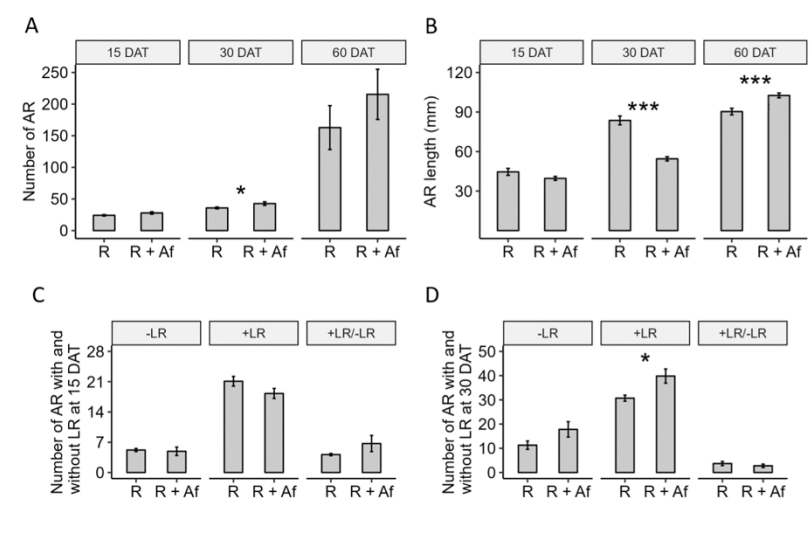 A
15 DAT 30 DAT 60 DAT
Number of AR
250
200
150
100
50
0
*
R R + Af R R + Af R R + Af
B
15 DAT 30 DAT 60 DAT
AR length (mm)
120
90
60
30
*** ***
R R + Af R R + Af R R + Af
C
-LR +LR +LR/-LR
Number of AR with and
without LR at 15 DAT
28
21
14
7
0
R R + Af R R + Af R R + Af
D
-LR +LR +LR/-LR
Number of AR with and
without LR at 30 DAT
50
40
30
20
10
0
*
R R + Af R R + Af R R + Af